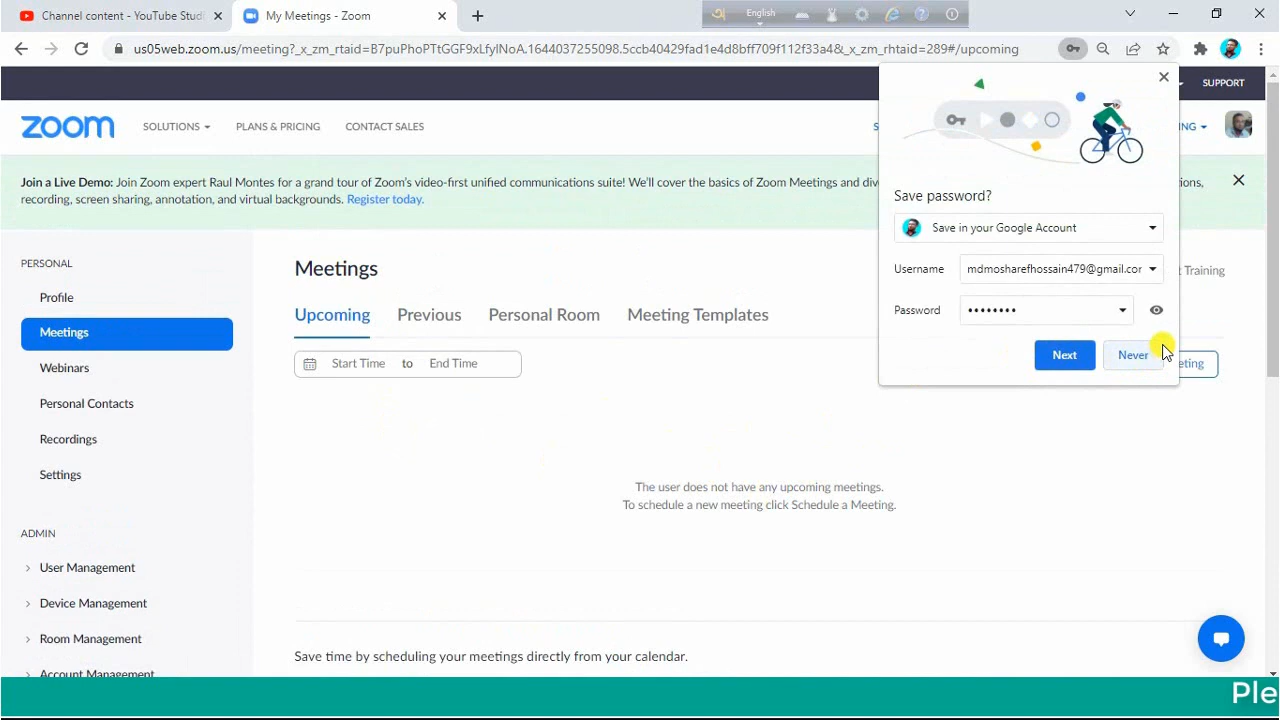 Channel content - YouTube Studi
My Meetings - Zoom
English
us05web.zoom.us/meeting?_x_zm_rtaid=B7puPhoPTtGGF9xLfylNoA.1644037255098.5ccb40429fad1e4d8bff709f112f33a4&_x_zm_rhtaid=289#/upcoming
SUPPORT
zoom
SOLUTIONS
PLANS & PRICING
CONTACT SALES
S
NG
Join a Live Demo: Join Zoom expert Raul Montes for a grand tour of Zoom's video-first unified communications suite! We'll cover the basics of Zoom Meetings and div
ctions,
recording, screen sharing, annotation, and virtual backgrounds. Register today.
Save password?
Save in your Google Account
Username
mdmosharefhossain479@gmail.cor
Password
••••••••
Next
Never
PERSONAL
Profile
Meetings
Webinars
Personal Contacts
Recordings
Settings
ADMIN
User Management
Device Management
Room Management
Account Management
Meetings
t Training
Upcoming
Previous
Personal Room
Meeting Templates
Start Time
to
End Time
eting
The user does not have any upcoming meetings.
To schedule a new meeting click Schedule a Meeting.
Save time by scheduling your meetings directly from your calendar.
Ple